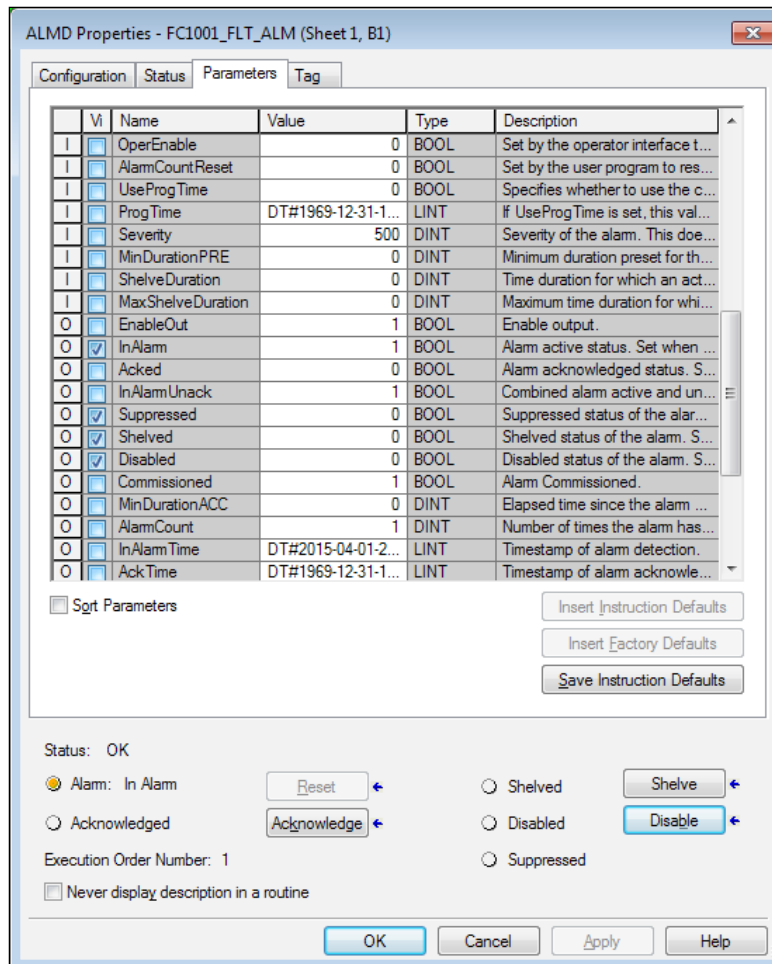 ALMD Properties - FC1001_FLT_ALM (Sheet 1, B1)
Configuration Status Parameters Tag
Vi Name Value Type Description
I OperEnable 0 BOOL Set by the operator interface t...
I AlarmCountReset 0 BOOL Set by the user program to res...
I UseProgTime 0 BOOL Specifies whether to use the c...
I ProgTime DT#1969-12-31-1... LINT If UseProgTime is set, this val...
I Severity 500 DINT Severity of the alarm. This doe...
I MinDurationPRE 0 DINT Minimum duration preset for th...
I ShelveDuration 0 DINT Time duration for which an act...
I MaxShelveDuration 0 DINT Maximum time duration for whi...
O EnableOut 1 BOOL Enable output.
O InAlarm 1 BOOL Alarm active status. Set when ...
O Acked 0 BOOL Alarm acknowledged status. S...
O InAlarmUnack 1 BOOL Combined alarm active and un...
O Suppressed 0 BOOL Suppressed status of the alar...
O Shelved 0 BOOL Shelved status of the alarm. S...
O Disabled 0 BOOL Disabled status of the alarm. S...
O Commissioned 1 BOOL Alarm Commissioned.
O MinDurationACC 0 DINT Elapsed time since the alarm ...
O AlarmCount 1 DINT Number of times the alarm has...
O InAlarmTime DT#2015-04-01-2... LINT Timestamp of alarm detection.
O AckTime DT#1969-12-31-1... LINT Timestamp of alarm acknowle...
Sort Parameters
Insert Instruction Defaults
Insert Factory Defaults
Save Instruction Defaults
Status: OK
Alarm: In Alarm Reset Shelved Shelve
Acknowledged Acknowledge Disabled Disable
Execution Order Number: 1 Suppressed
Never display description in a routine
OK Cancel Apply Help